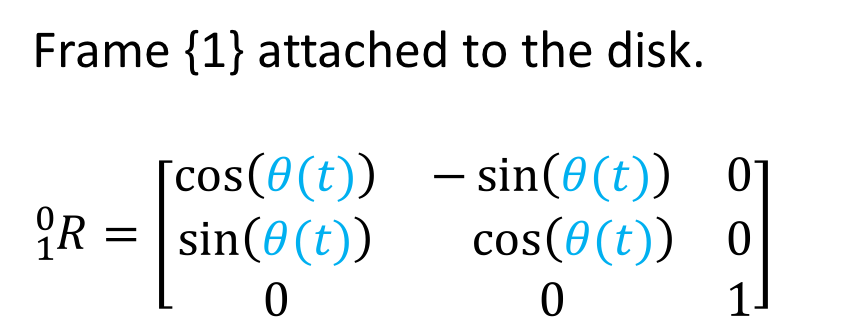 Frame {1} attached to the disk.
⁰₁R = [cos(θ(t)) − sin(θ(t)) 0
sin(θ(t)) cos(θ(t)) 0
0 0 1]